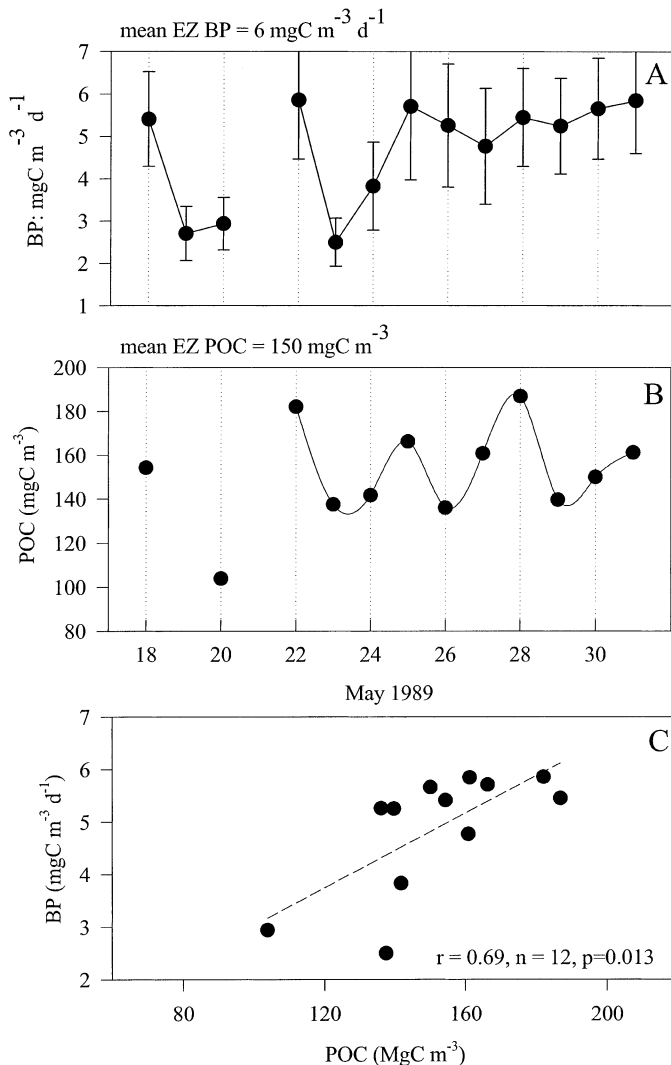 mean EZ BP = 6 mgC m⁻³ d⁻¹
A
7
6
5
4
3
2
1
BP: mgC m⁻³ d⁻¹
mean EZ POC = 150 mgC m⁻³
B
200
180
160
140
120
100
80
POC (mgC m⁻³)
18 20 22 24 26 28 30
May 1989
C
7
6
5
4
3
2
BP (mgC m⁻³ d⁻¹)
r = 0.69, n = 12, p=0.013
80 120 160 200
POC (MgC m⁻³)